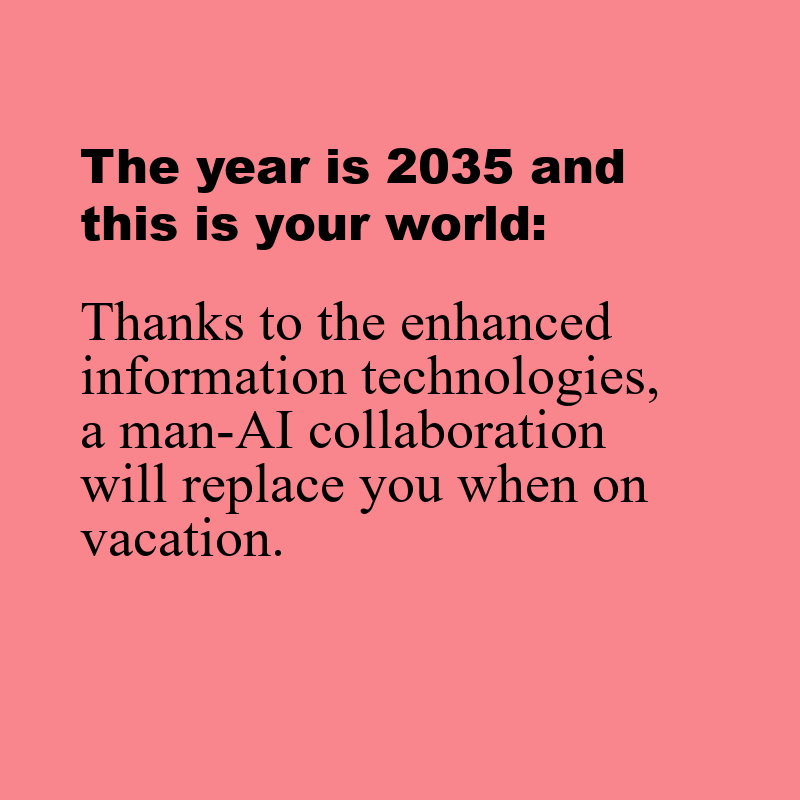 The year is 2035 and
this is your world:
Thanks to the enhanced
information technologies,
a man-AI collaboration
will replace you when on
vacation.